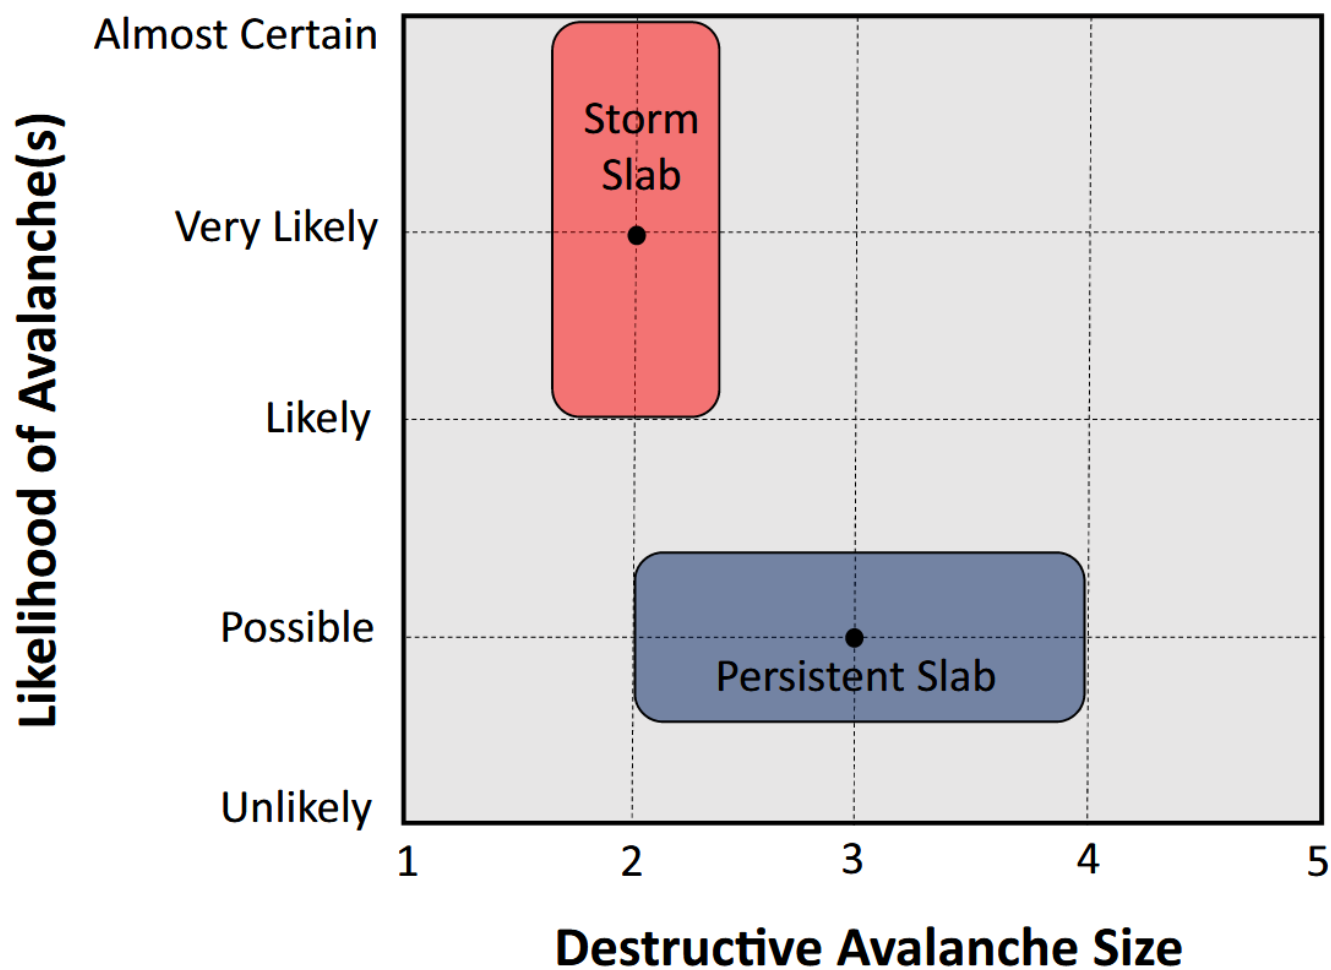 Almost Certain
Very Likely
Likely
Possible
Unlikely
Likelihood of Avalanche(s)
Storm
Slab
Persistent Slab
1 2 3 4 5
Destructive Avalanche Size